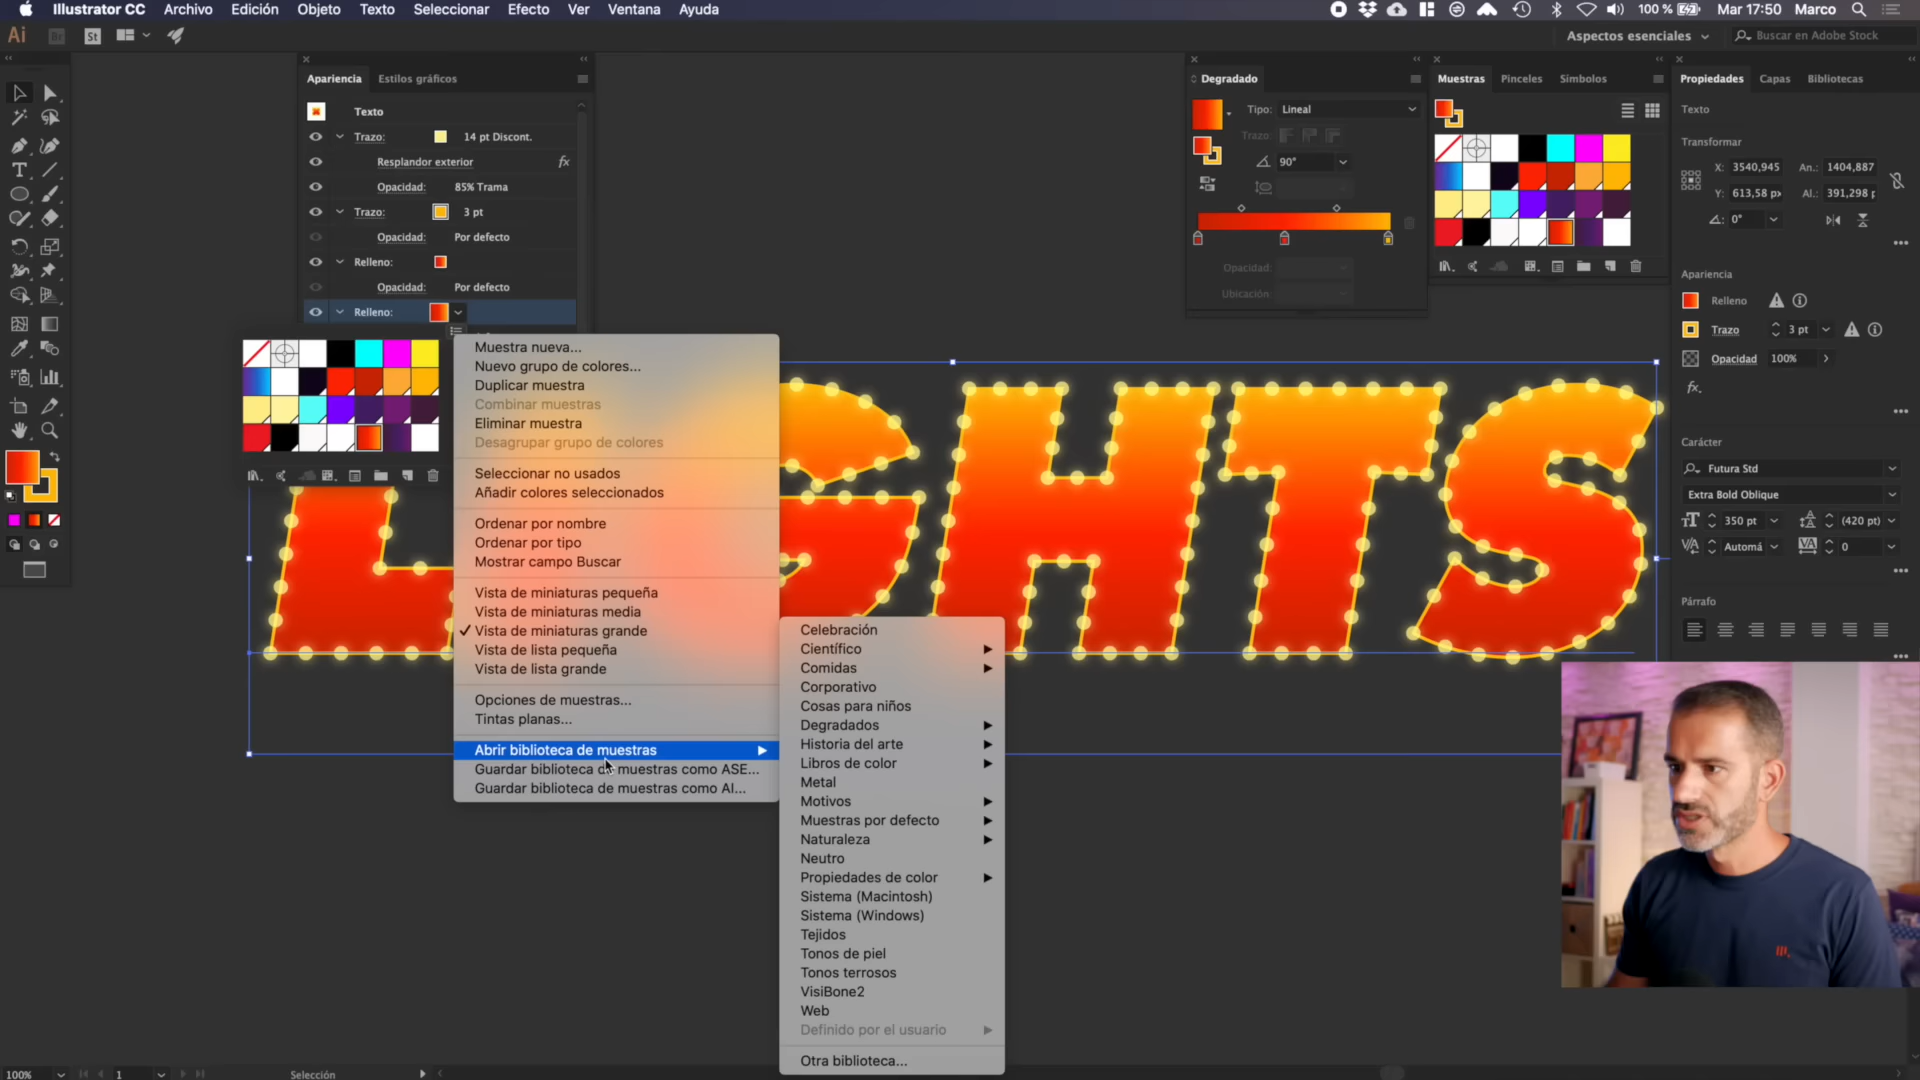 Illustrator CC Archivo Edición Objeto Texto Seleccionar Efecto Ver Ventana Ayuda
100 % Mar 17:50 Marco
Ai Br St Aspectos esenciales Buscar en Adobe Stock
Apariencia Estilos gráficos
Texto
Trazo: 14 pt Discont.
Resplandor exterior fx
Opacidad: 85% Trama
Trazo: 3 pt
Opacidad: Por defecto
Relleno:
Opacidad: Por defecto
Relleno:
Muestra nueva...
Nuevo grupo de colores...
Duplicar muestra
Combinar muestras
Eliminar muestra
Desagrupar grupo de colores
Seleccionar no usados
Añadir colores seleccionados
Ordenar por nombre
Ordenar por tipo
Mostrar campo Buscar
Vista de miniaturas pequeña
Vista de miniaturas media
Vista de miniaturas grande
Vista de lista pequeña
Vista de lista grande
Opciones de muestras...
Tintas planas...
Abrir biblioteca de muestras
Guardar biblioteca de muestras como ASE...
Guardar biblioteca de muestras como AI...
Celebración
Científico
Comidas
Corporativo
Cosas para niños
Degradados
Historia del arte
Libros de color
Metal
Motivos
Muestras por defecto
Naturaleza
Neutro
Propiedades de color
Sistema (Macintosh)
Sistema (Windows)
Tejidos
Tonos de piel
Tonos terrosos
VisiBone2
Web
Definido por el usuario
Otra biblioteca...
GHTS
Degradado
Tipo: Lineal
Trazo:
90°
Opacidad:
Ubicación:
Muestras Pinceles Símbolos
Propiedades Capas Bibliotecas
Texto
Transformar
X: 3540,945 An.: 1404,887
Y: 613,58 px Al.: 391,298 p
0°
Apariencia
Relleno
Trazo 3 pt
Opacidad 100%
fx.
Carácter
Futura Std
Extra Bold Oblique
350 pt (420 pt)
Automá 0
Párrafo
100% 1 Selección